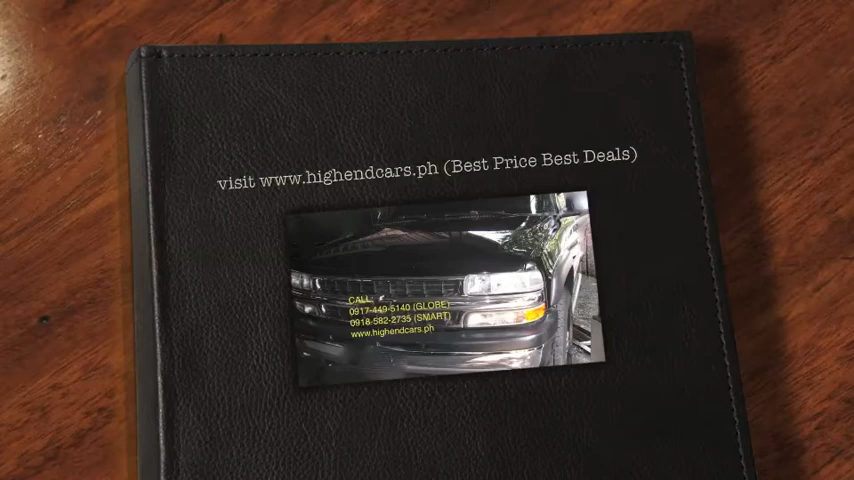 visit www.highendcars.ph (Best Price Best Deals)
CALL:
0917-449-5140 (GLOBE)
0918-582-2735 (SMART)
www.highendcars.ph